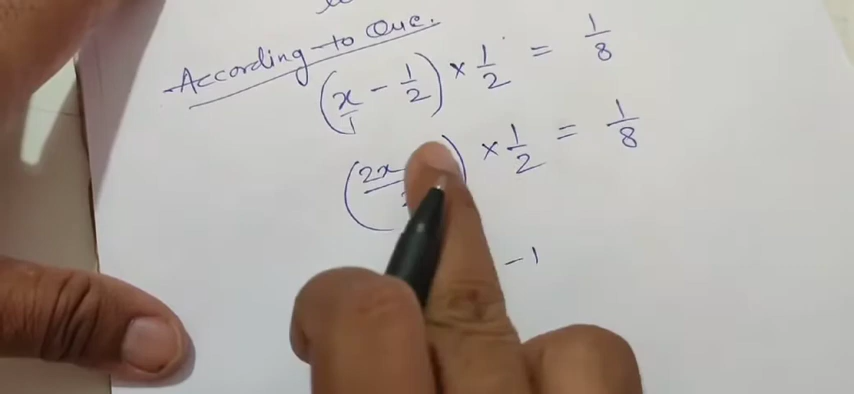 According to Que.
(x/1 - 1/2) × 1/2 = 1/8
(2x ) × 1/2 = 1/8
-1